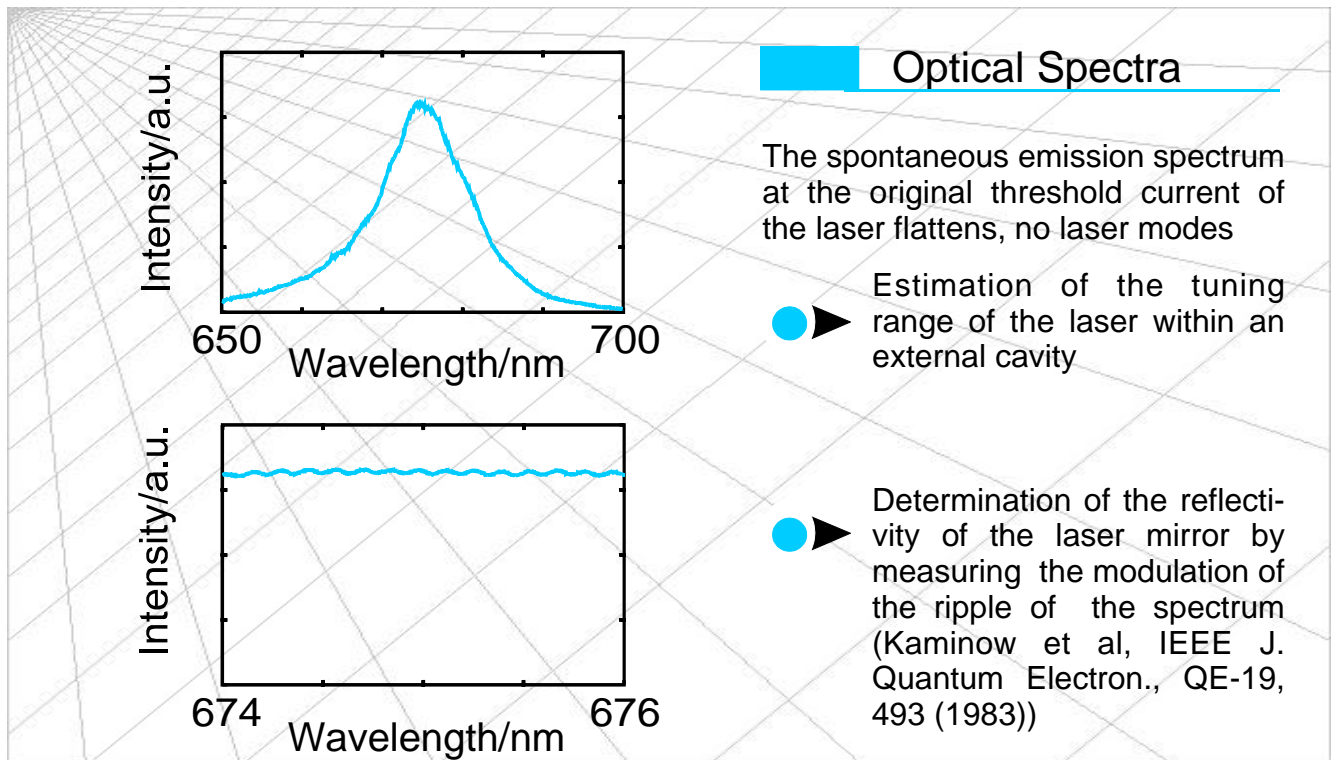 Optical Spectra
Intensity/a.u.
650
700
Wavelength/nm
Intensity/a.u.
674
676
Wavelength/nm
The spontaneous emission spectrum
at the original threshold current of
the laser flattens, no laser modes
Estimation of the tuning
range of the laser within an
external cavity
Determination of the reflecti-
vity of the laser mirror by
measuring the modulation of
the ripple of the spectrum
(Kaminow et al, IEEE J.
Quantum Electron., QE-19,
493 (1983))